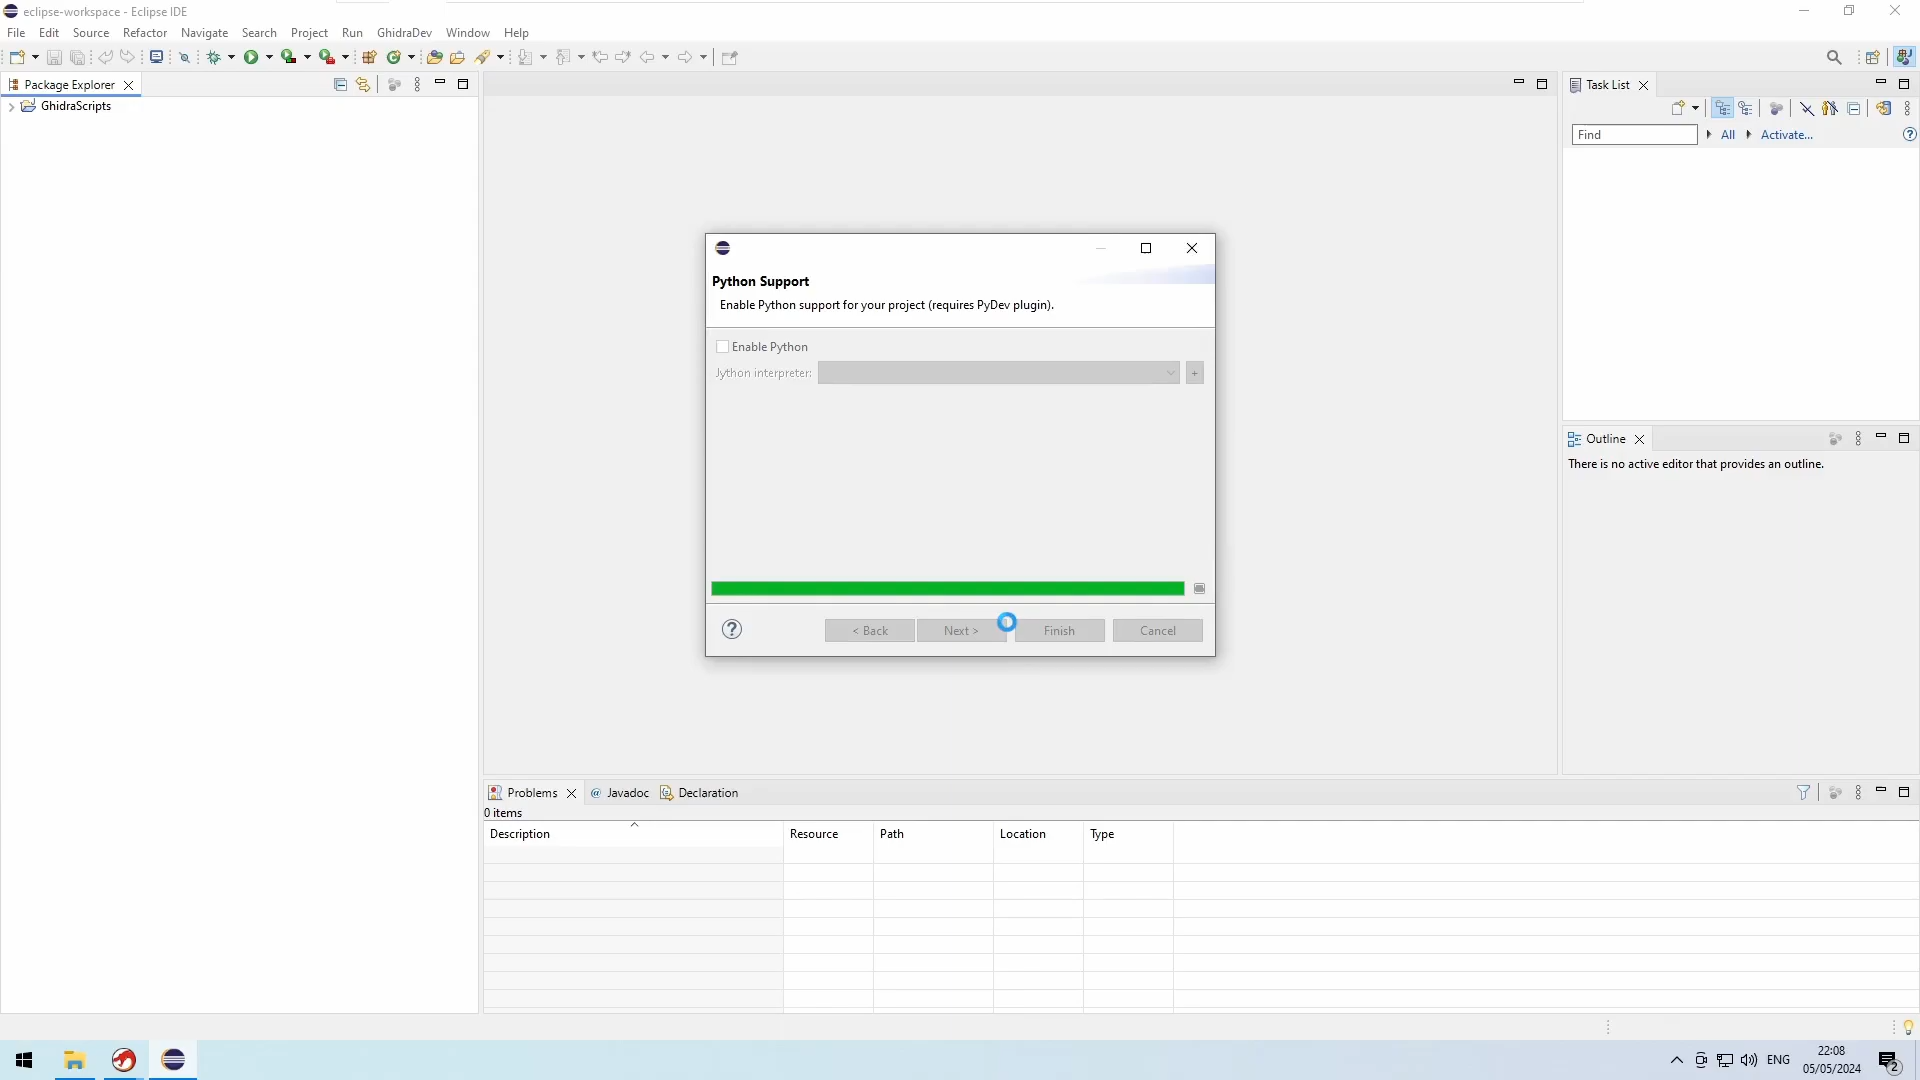 eclipse-workspace - Eclipse IDE
File Edit Source Refactor Navigate Search Project Run GhidraDev Window Help
Package Explorer
GhidraScripts
Task List
Find
All
Activate...
Python Support
Enable Python support for your project (requires PyDev plugin).
Enable Python
Jython interpreter:
+
?
< Back
Next >
Finish
Cancel
Outline
There is no active editor that provides an outline.
Problems
@ Javadoc
Declaration
0 items
Description Resource Path Location Type
ENG
22:08
05/05/2024
2